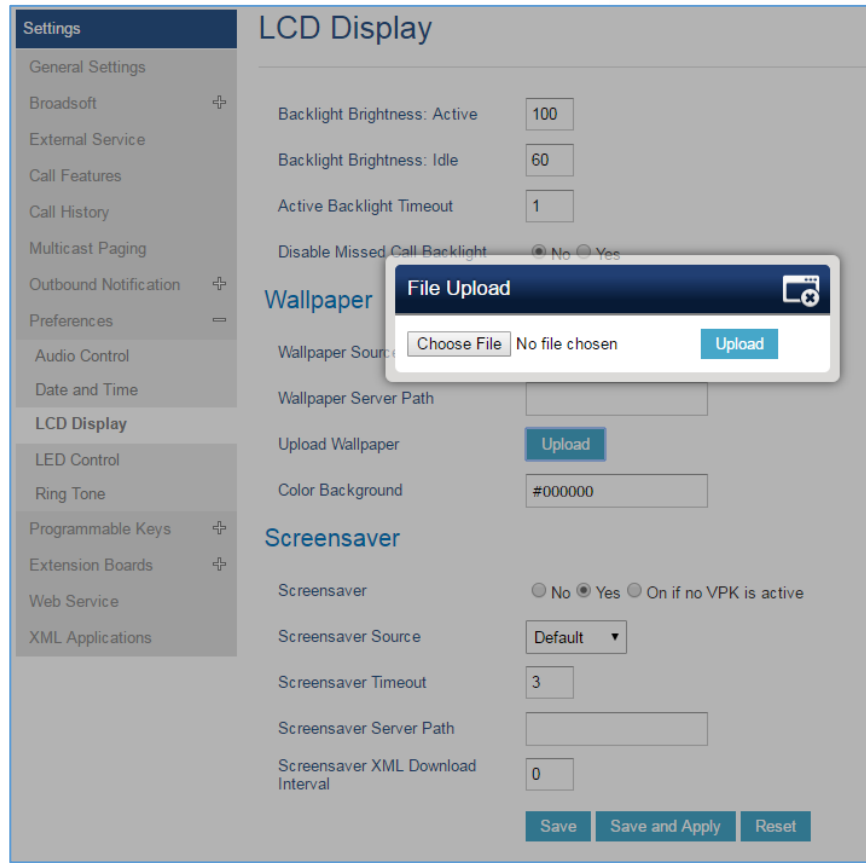 Settings
General Settings
Broadsoft
External Service
Call Features
Call History
Multicast Paging
Outbound Notification
Preferences
Audio Control
Date and Time
LCD Display
LED Control
Ring Tone
Programmable Keys
Extension Boards
Web Service
XML Applications
LCD Display
Backlight Brightness: Active 100
Backlight Brightness: Idle 60
Active Backlight Timeout 1
Disable Missed Call Backlight No Yes
File Upload
Choose File No file chosen Upload
Wallpaper
Wallpaper Source
Wallpaper Server Path
Upload Wallpaper Upload
Color Background #000000
Screensaver
Screensaver No Yes On if no VPK is active
Screensaver Source Default
Screensaver Timeout 3
Screensaver Server Path
Screensaver XML Download
Interval 0
Save Save and Apply Reset